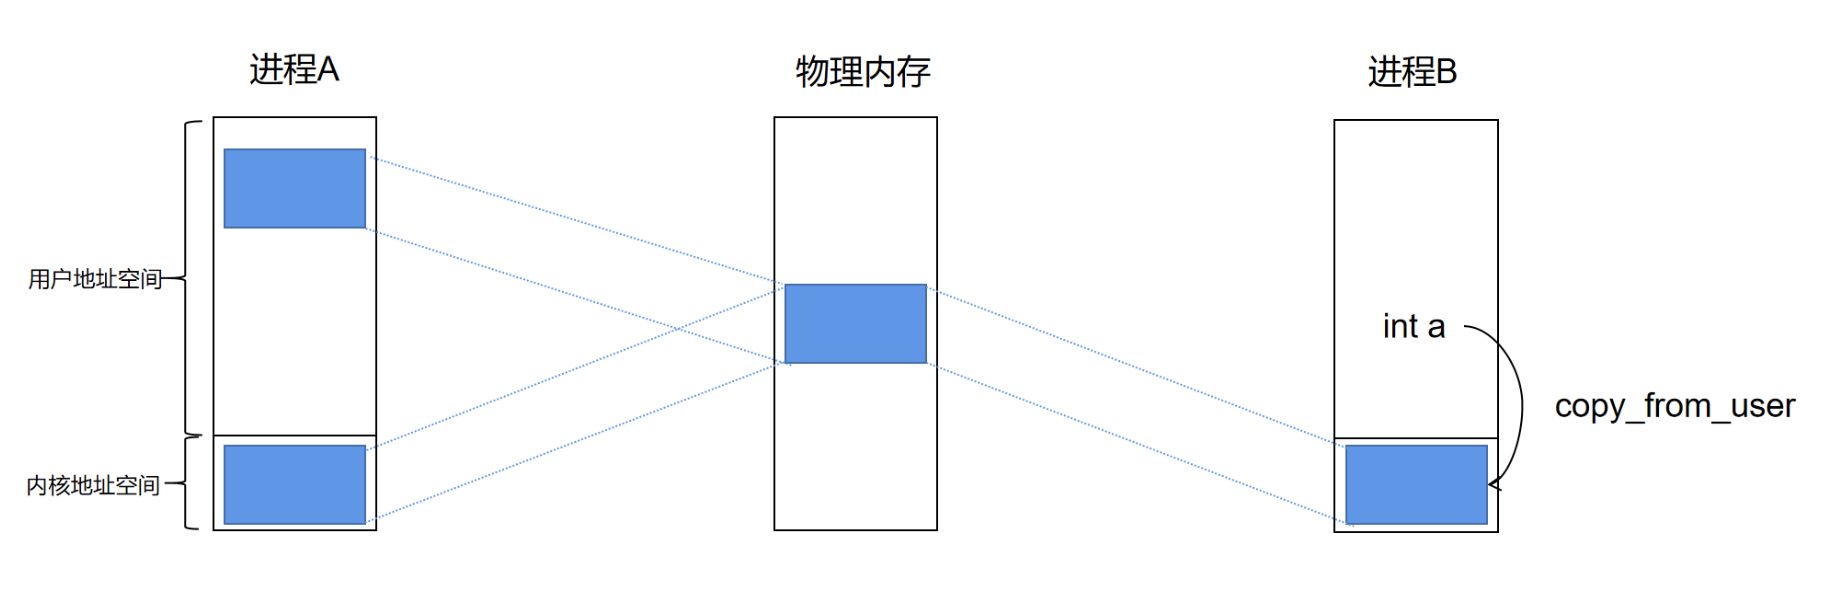 进程A
物理内存
进程B
用户地址空间
int a
copy_from_user
内核地址空间